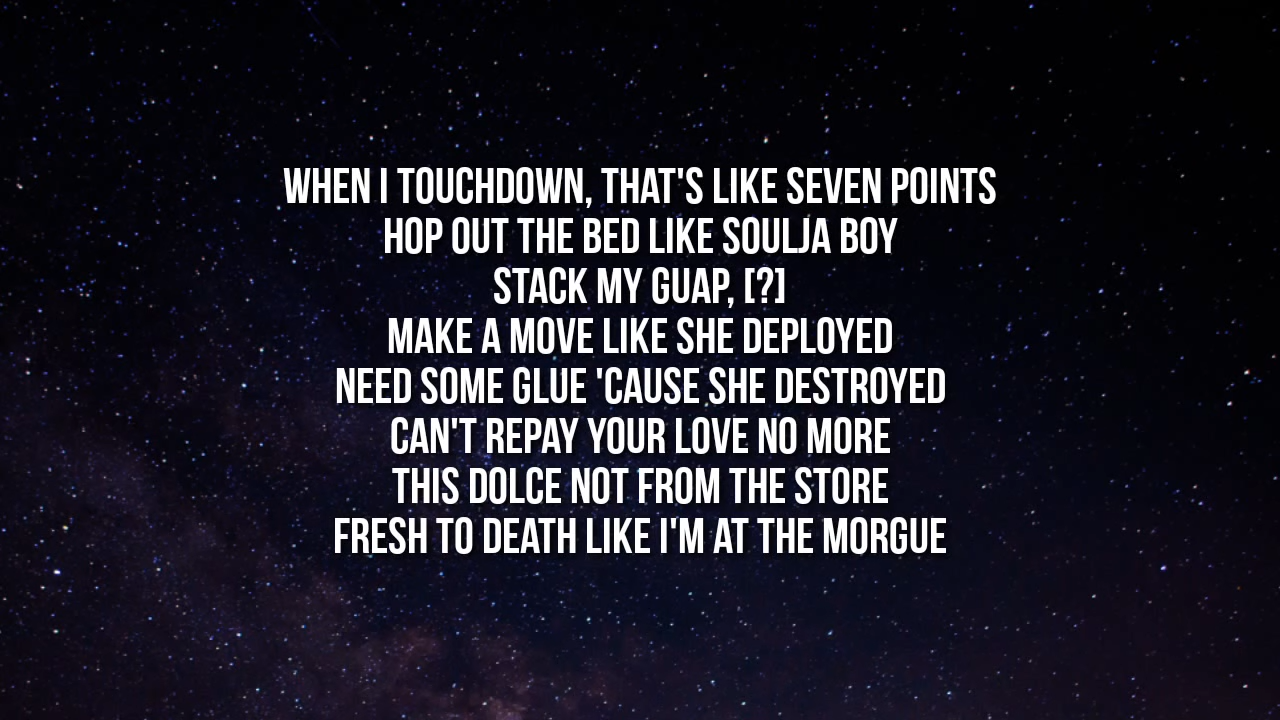 WHEN I TOUCHDOWN, THAT'S LIKE SEVEN POINTS
HOP OUT THE BED LIKE SOULJA BOY
STACK MY GUAP, [?]
MAKE A MOVE LIKE SHE DEPLOYED
NEED SOME GLUE 'CAUSE SHE DESTROYED
CAN'T REPAY YOUR LOVE NO MORE
THIS DOLCE NOT FROM THE STORE
FRESH TO DEATH LIKE I'M AT THE MORGUE